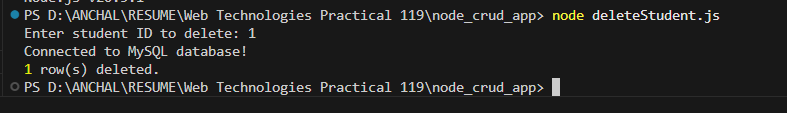 PS D:\ANCHAL\RESUME\Web Technologies Practical 119\node_crud_app> node deleteStudent.js
Enter student ID to delete: 1
Connected to MySQL database!
1 row(s) deleted.
PS D:\ANCHAL\RESUME\Web Technologies Practical 119\node_crud_app>